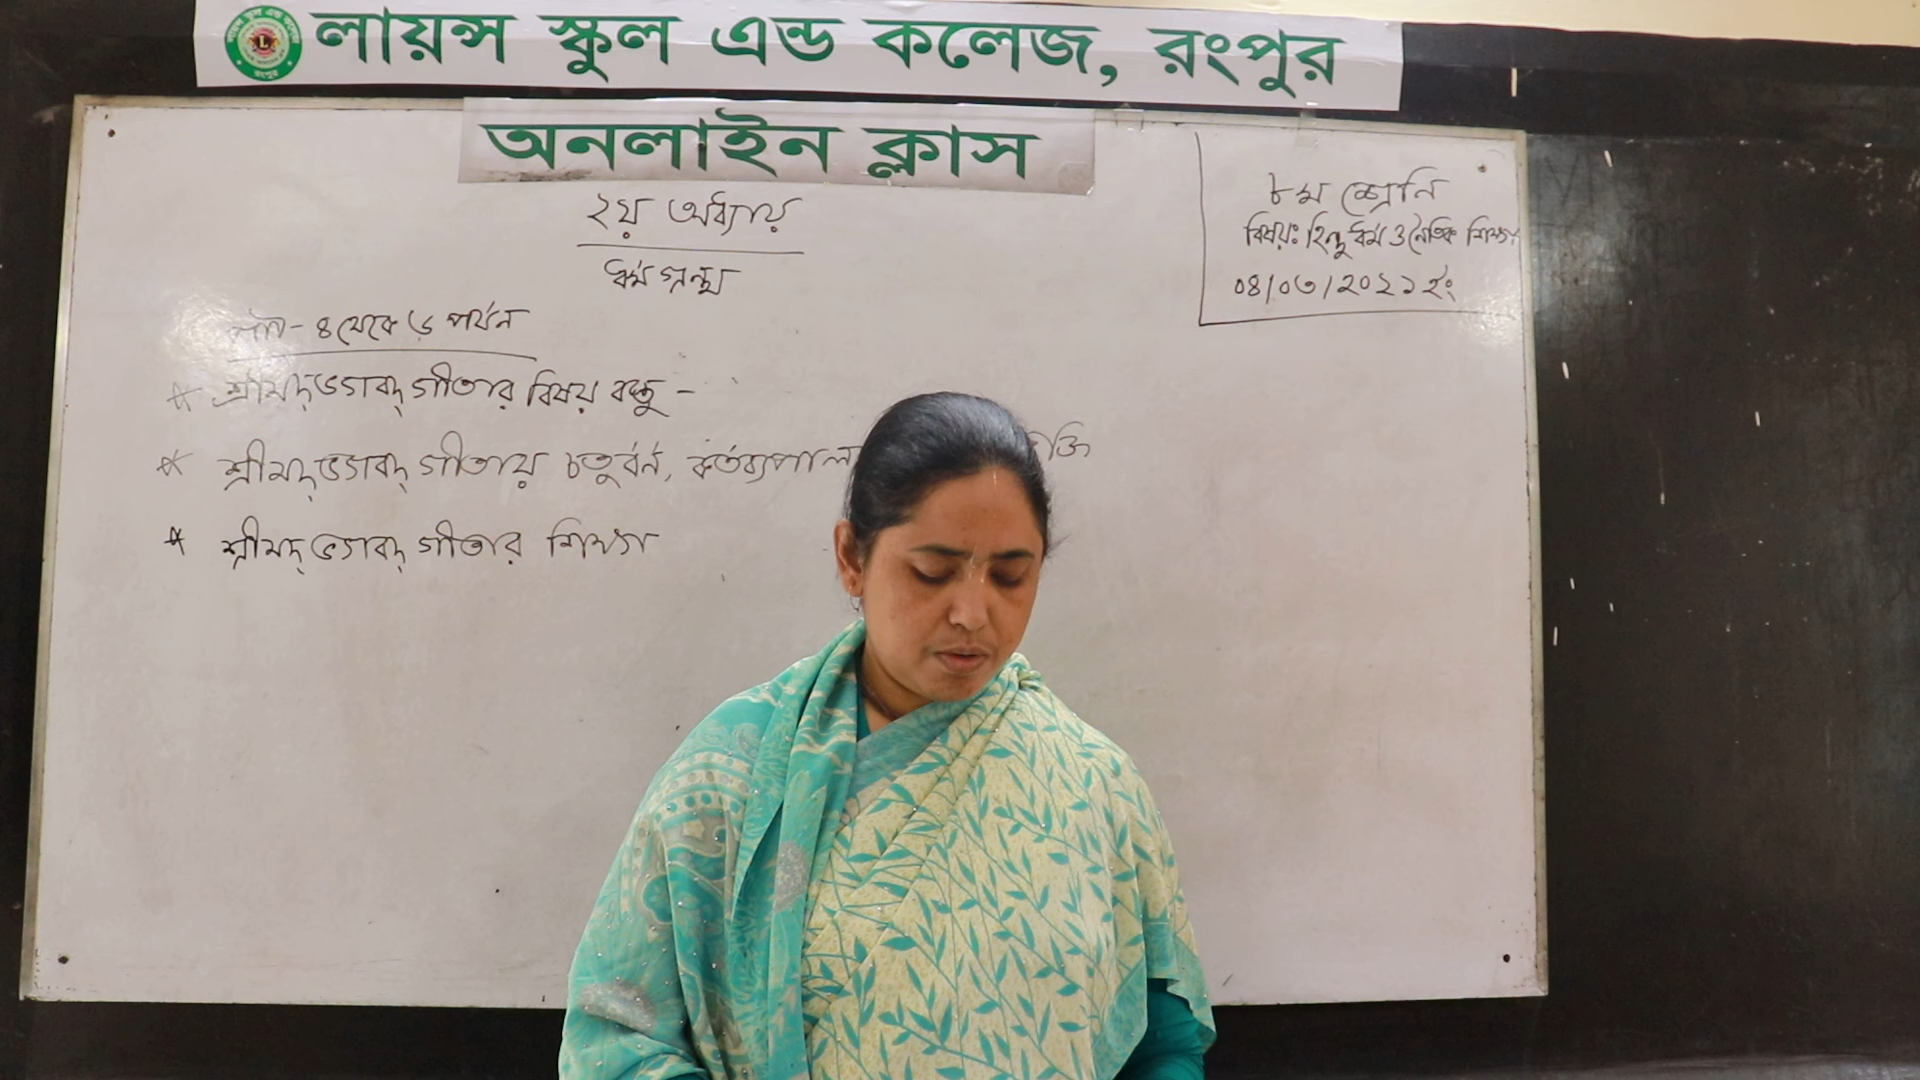 লায়ন্স স্কুল এন্ড কলেজ, রংপুর
অনলাইন ক্লাস
২য় অধ্যায়
ধর্মগ্রন্থ
৮ম শ্রেনি
বিষয়ঃ হিন্দুধর্ম ও নৈতিক শিক্ষা
০৪/০৩/২০২১ইং
পাঠ - ৪ থেকে ৬ পর্যন্ত
* শ্রীমদ্ভগবদ্ গীতার বিষয় বস্তু -
* শ্রীমদ্ভগবদ্ গীতায় চতুর্বর্ন, কর্তব্যপাল
* শ্রীমদ্ভগবদ্ গীতার শিক্ষা